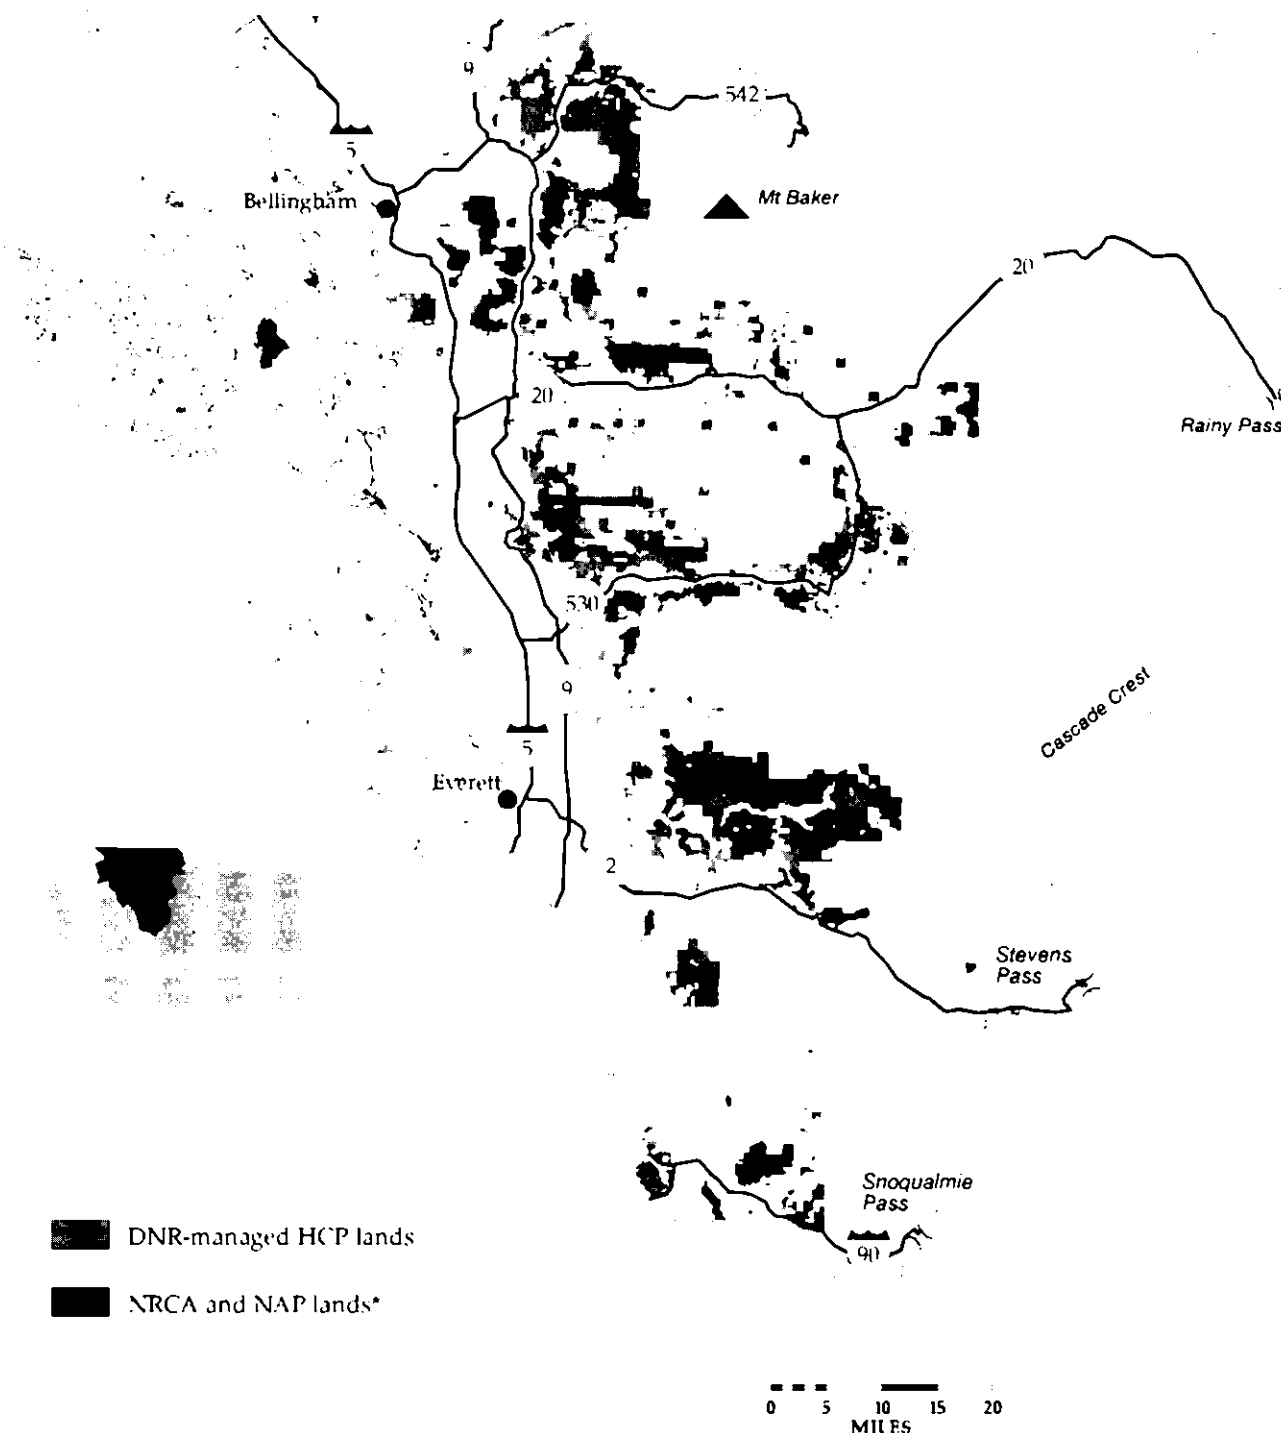 9
542
5
Bellingham
Mt Baker
20
20
Rainy Pass
530
9
Cascade Crest
5
Everett
2
Stevens
Pass
Snoqualmie
Pass
90
DNR-managed HCP lands
NRCA and NAP lands*
0 5 10 15 20
MILES